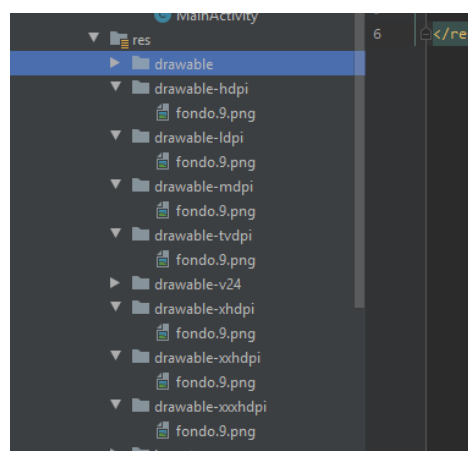 MainActivity
res
6 </re
drawable
drawable-hdpi
fondo.9.png
drawable-ldpi
fondo.9.png
drawable-mdpi
fondo.9.png
drawable-tvdpi
fondo.9.png
drawable-v24
drawable-xhdpi
fondo.9.png
drawable-xxhdpi
fondo.9.png
drawable-xxxhdpi
fondo.9.png